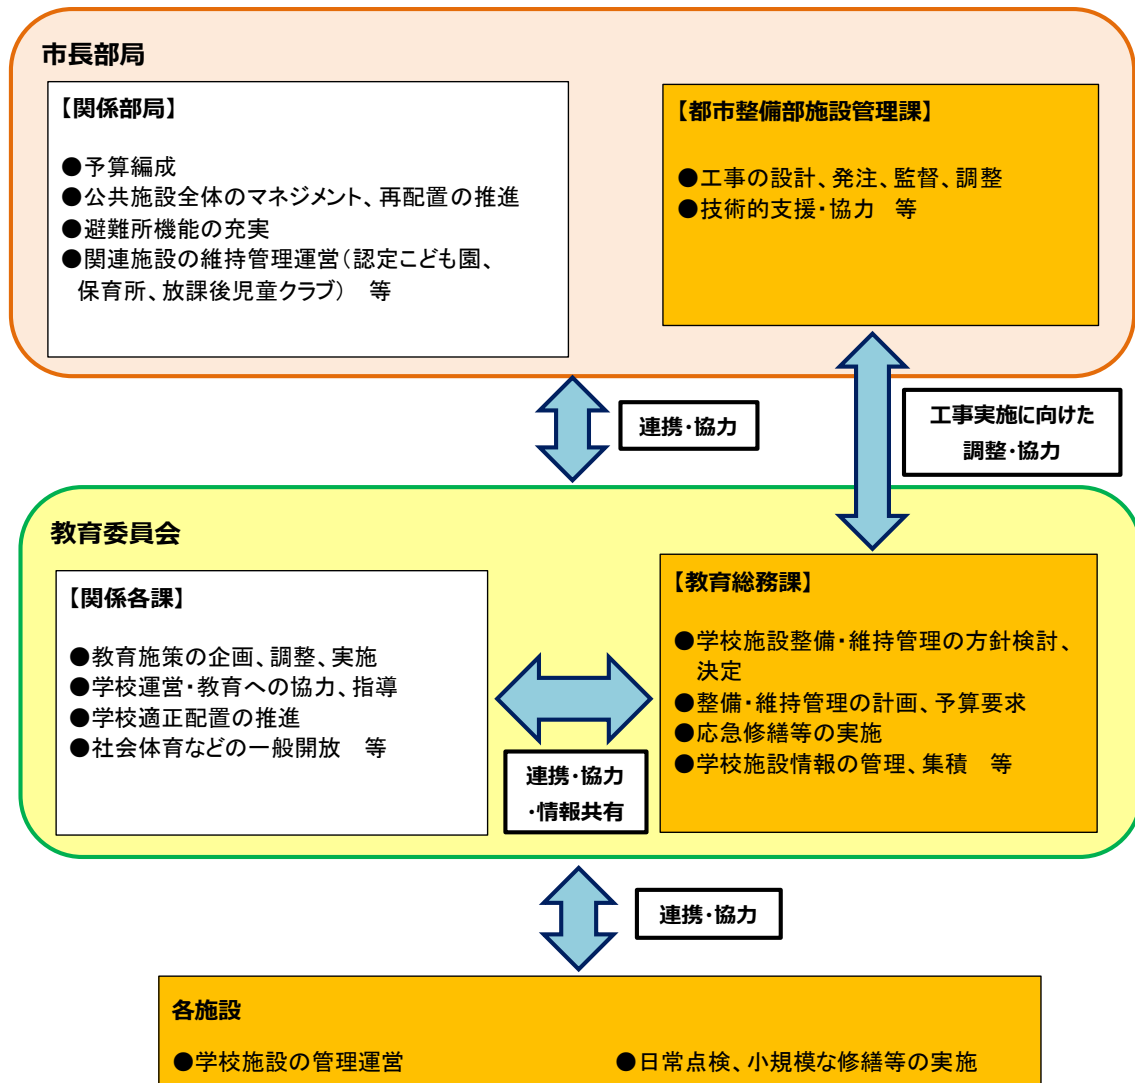 市長部局
【関係部局】
●予算編成
●公共施設全体のマネジメント、再配置の推進
●避難所機能の充実
●関連施設の維持管理運営（認定こども園、
保育所、放課後児童クラブ）　等
【都市整備部施設管理課】
●工事の設計、発注、監督、調整
●技術的支援・協力　等
連携・協力
工事実施に向けた
調整・協力
教育委員会
【関係各課】
●教育施策の企画、調整、実施
●学校運営・教育への協力、指導
●学校適正配置の推進
●社会体育などの一般開放　等
連携・協力
・情報共有
【教育総務課】
●学校施設整備・維持管理の方針検討、
決定
●整備・維持管理の計画、予算要求
●応急修繕等の実施
●学校施設情報の管理、集積　等
連携・協力
各施設
●学校施設の管理運営
●日常点検、小規模な修繕等の実施